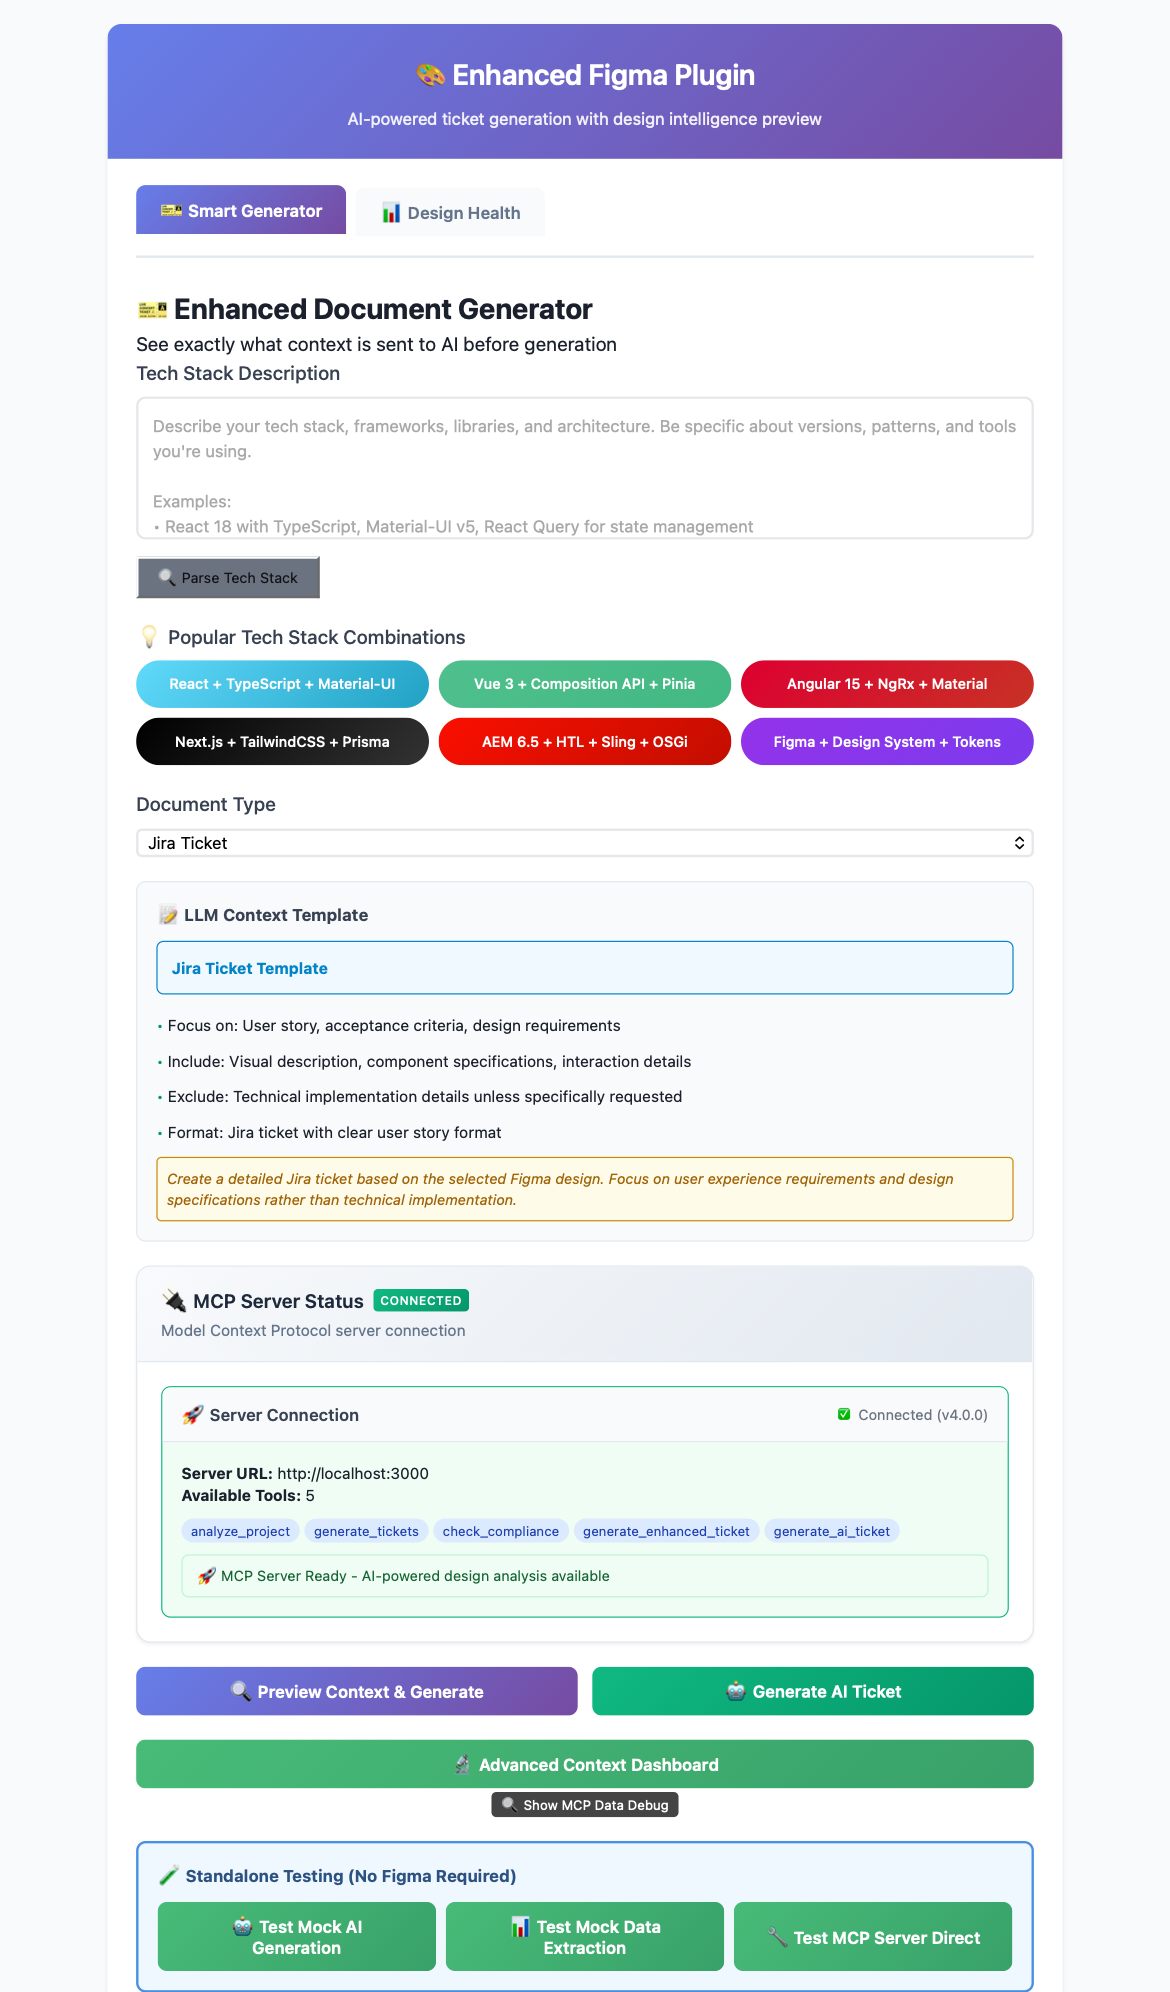 Enhanced Figma Plugin
AI-powered ticket generation with design intelligence preview
Smart Generator
Design Health
Enhanced Document Generator
See exactly what context is sent to AI before generation
Tech Stack Description
Describe your tech stack, frameworks, libraries, and architecture. Be specific about versions, patterns, and tools
you're using.
Examples:
• React 18 with TypeScript, Material-UI v5, React Query for state management
Parse Tech Stack
Popular Tech Stack Combinations
React + TypeScript + Material-UI
Vue 3 + Composition API + Pinia
Angular 15 + NgRx + Material
Next.js + TailwindCSS + Prisma
AEM 6.5 + HTL + Sling + OSGi
Figma + Design System + Tokens
Document Type
Jira Ticket
LLM Context Template
Jira Ticket Template
• Focus on: User story, acceptance criteria, design requirements
• Include: Visual description, component specifications, interaction details
• Exclude: Technical implementation details unless specifically requested
• Format: Jira ticket with clear user story format
Create a detailed Jira ticket based on the selected Figma design. Focus on user experience requirements and design
specifications rather than technical implementation.
MCP Server Status CONNECTED
Model Context Protocol server connection
Server Connection
Connected (v4.0.0)
Server URL: http://localhost:3000
Available Tools: 5
analyze_project
generate_tickets
check_compliance
generate_enhanced_ticket
generate_ai_ticket
MCP Server Ready - AI-powered design analysis available
Preview Context & Generate
Generate AI Ticket
Advanced Context Dashboard
Show MCP Data Debug
Standalone Testing (No Figma Required)
Test Mock AI
Generation
Test Mock Data
Extraction
Test MCP Server Direct